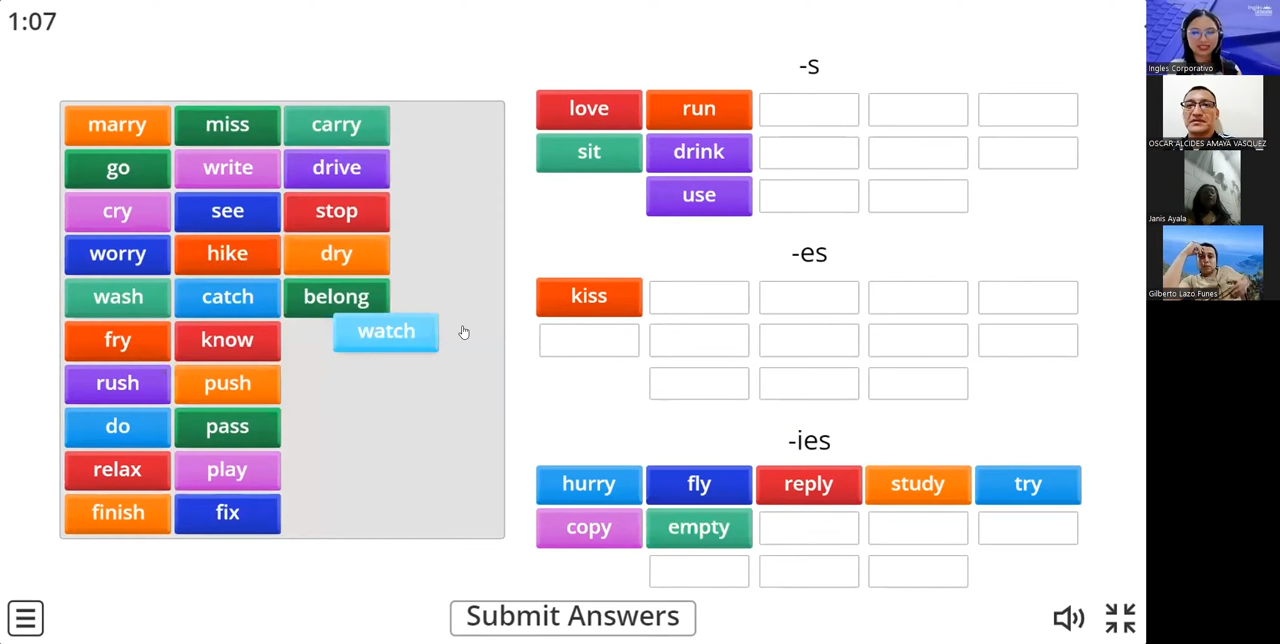 1:07
-s
marry miss carry
love run
go write drive
sit drink
cry see stop
use
worry hike dry
-es
wash catch belong
kiss
watch
fry know
rush push
do pass
-ies
relax play
hurry fly reply study try
finish fix
copy empty
Submit Answers
Ingles Corporativo
OSCAR ALCIDES AMAYA VASQUEZ
Janis Ayala
Gilberto Lazo Funes